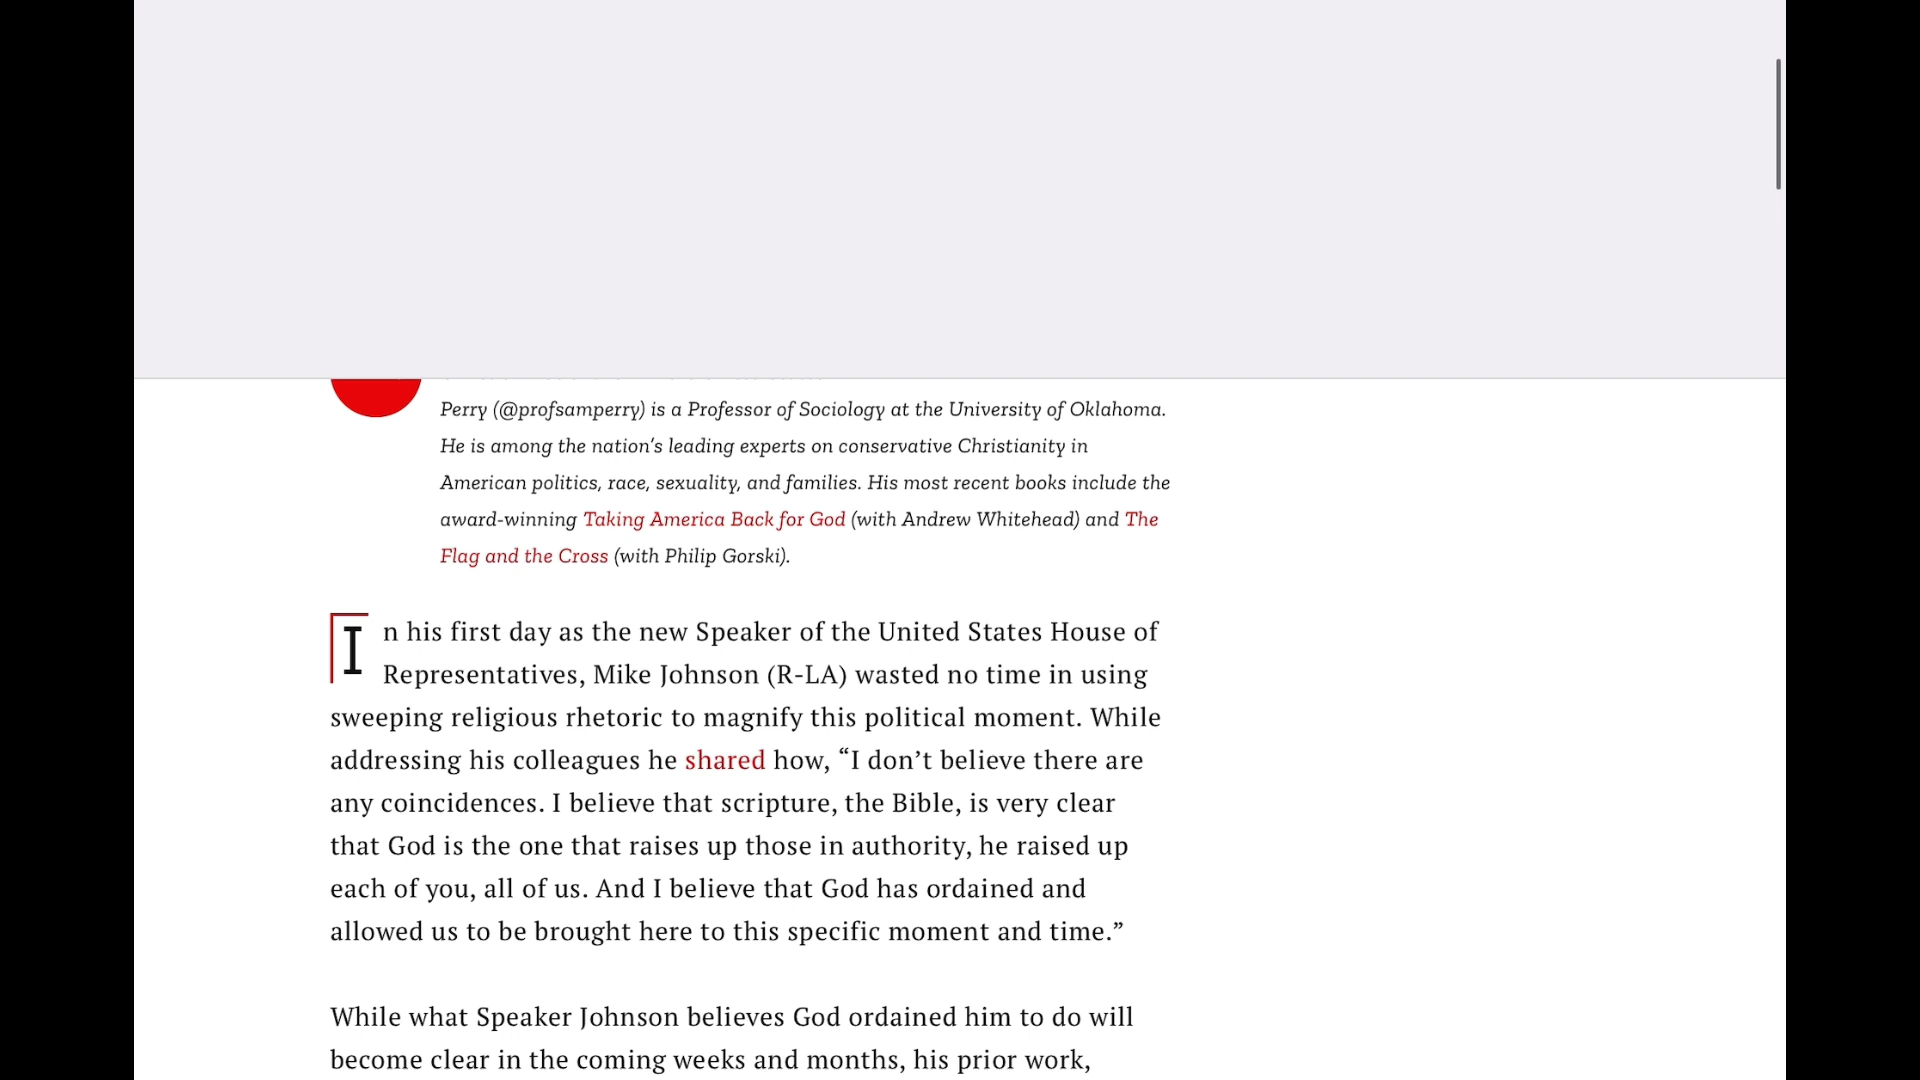 Perry (@profsamperry) is a Professor of Sociology at the University of Oklahoma.
He is among the nation’s leading experts on conservative Christianity in
American politics, race, sexuality, and families. His most recent books include the
award-winning Taking America Back for God (with Andrew Whitehead) and The
Flag and the Cross (with Philip Gorski).
In his first day as the new Speaker of the United States House of
Representatives, Mike Johnson (R-LA) wasted no time in using
sweeping religious rhetoric to magnify this political moment. While
addressing his colleagues he shared how, “I don’t believe there are
any coincidences. I believe that scripture, the Bible, is very clear
that God is the one that raises up those in authority, he raised up
each of you, all of us. And I believe that God has ordained and
allowed us to be brought here to this specific moment and time.”
While what Speaker Johnson believes God ordained him to do will
become clear in the coming weeks and months, his prior work,